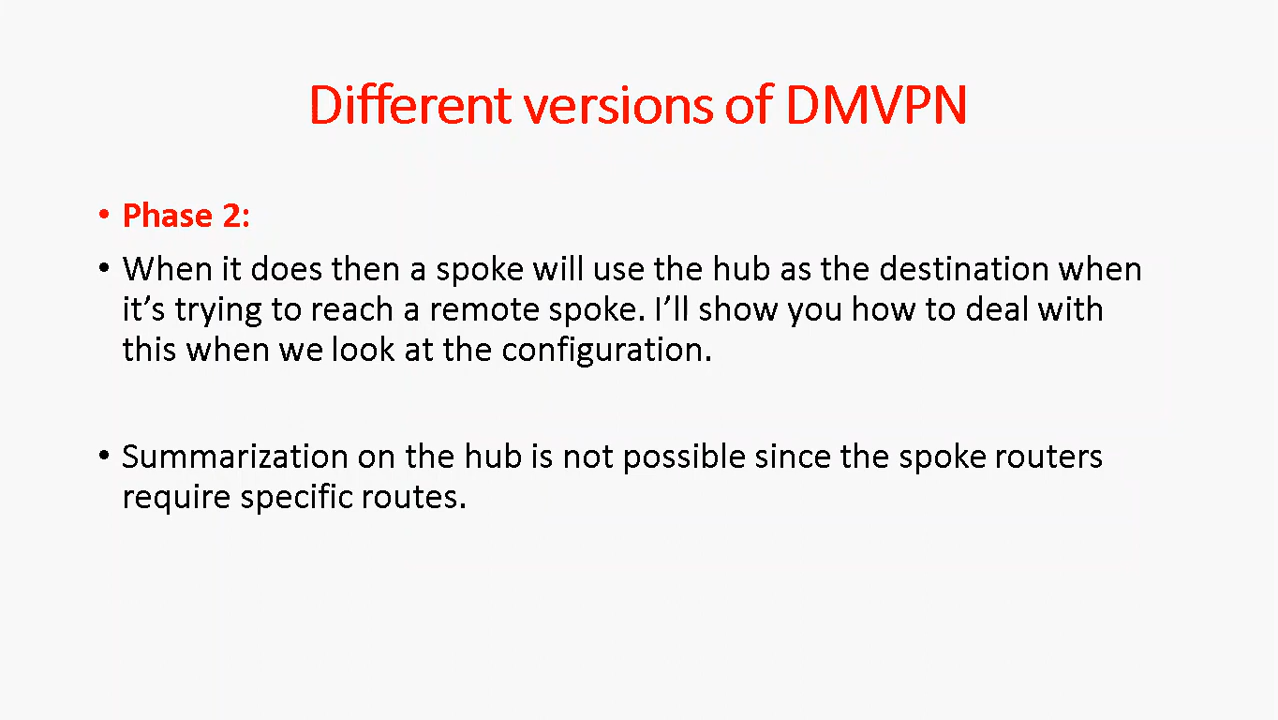 Different versions of DMVPN
• Phase 2:
• When it does then a spoke will use the hub as the destination when
it’s trying to reach a remote spoke. I’ll show you how to deal with
this when we look at the configuration.
• Summarization on the hub is not possible since the spoke routers
require specific routes.